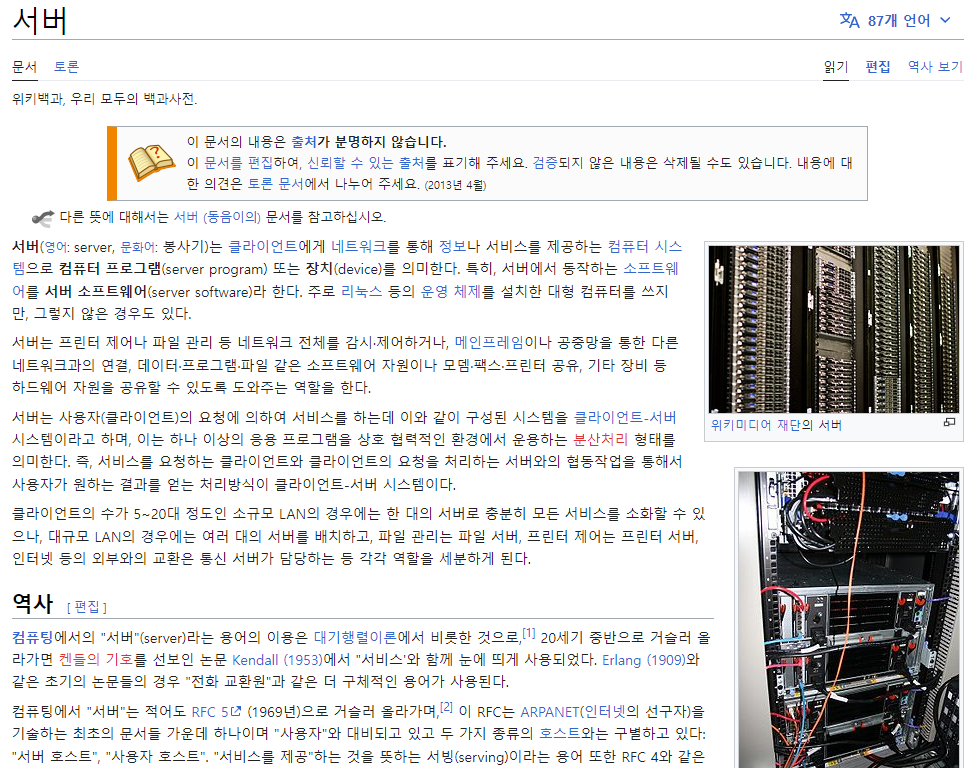 서버
87개 언어
문서 토론
읽기 편집 역사 보기
위키백과, 우리 모두의 백과사전.
이 문서의 내용은 출처가 분명하지 않습니다.
이 문서를 편집하여, 신뢰할 수 있는 출처를 표기해 주세요. 검증되지 않은 내용은 삭제될 수도 있습니다. 내용에 대
한 의견은 토론 문서에서 나누어 주세요. (2013년 4월)
다른 뜻에 대해서는 서버 (동음이의) 문서를 참고하십시오.
서버(영어: server, 문화어: 봉사기)는 클라이언트에게 네트워크를 통해 정보나 서비스를 제공하는 컴퓨터 시스
템으로 컴퓨터 프로그램(server program) 또는 장치(device)를 의미한다. 특히, 서버에서 동작하는 소프트웨
어를 서버 소프트웨어(server software)라 한다. 주로 리눅스 등의 운영 체제를 설치한 대형 컴퓨터를 쓰지
만, 그렇지 않은 경우도 있다.
서버는 프린터 제어나 파일 관리 등 네트워크 전체를 감시·제어하거나, 메인프레임이나 공중망을 통한 다른
네트워크과의 연결, 데이터·프로그램·파일 같은 소프트웨어 자원이나 모뎀·팩스·프린터 공유, 기타 장비 등
하드웨어 자원을 공유할 수 있도록 도와주는 역할을 한다.
서버는 사용자(클라이언트)의 요청에 의하여 서비스를 하는데 이와 같이 구성된 시스템을 클라이언트-서버
시스템이라고 하며, 이는 하나 이상의 응용 프로그램을 상호 협력적인 환경에서 운용하는 분산처리 형태를
의미한다. 즉, 서비스를 요청하는 클라이언트와 클라이언트의 요청을 처리하는 서버와의 협동작업을 통해서
사용자가 원하는 결과를 얻는 처리방식이 클라이언트-서버 시스템이다.
클라이언트의 수가 5~20대 정도인 소규모 LAN의 경우에는 한 대의 서버로 충분히 모든 서비스를 소화할 수 있
으나, 대규모 LAN의 경우에는 여러 대의 서버를 배치하고, 파일 관리는 파일 서버, 프린터 제어는 프린터 서버,
인터넷 등의 외부와의 교환은 통신 서버가 담당하는 등 각각 역할을 세분하게 된다.
위키미디어 재단의 서버
역사 [ 편집 ]
컴퓨팅에서의 "서버"(server)라는 용어의 이용은 대기행렬이론에서 비롯한 것으로,[1] 20세기 중반으로 거슬러 올
라가면 켄들의 기호를 선보인 논문 Kendall (1953)에서 "서비스'와 함께 눈에 띄게 사용되었다. Erlang (1909)와
같은 초기의 논문들의 경우 "전화 교환원"과 같은 더 구체적인 용어가 사용된다.
컴퓨팅에서 "서버"는 적어도 RFC 5 (1969년)으로 거슬러 올라가며,[2] 이 RFC는 ARPANET(인터넷의 선구자)을
기술하는 최초의 문서들 가운데 하나이며 "사용자"와 대비되고 있고 두 가지 종류의 호스트와는 구별하고 있다:
"서버 호스트", "사용자 호스트". "서비스를 제공"하는 것을 뜻하는 서빙(serving)이라는 용어 또한 RFC 4와 같은